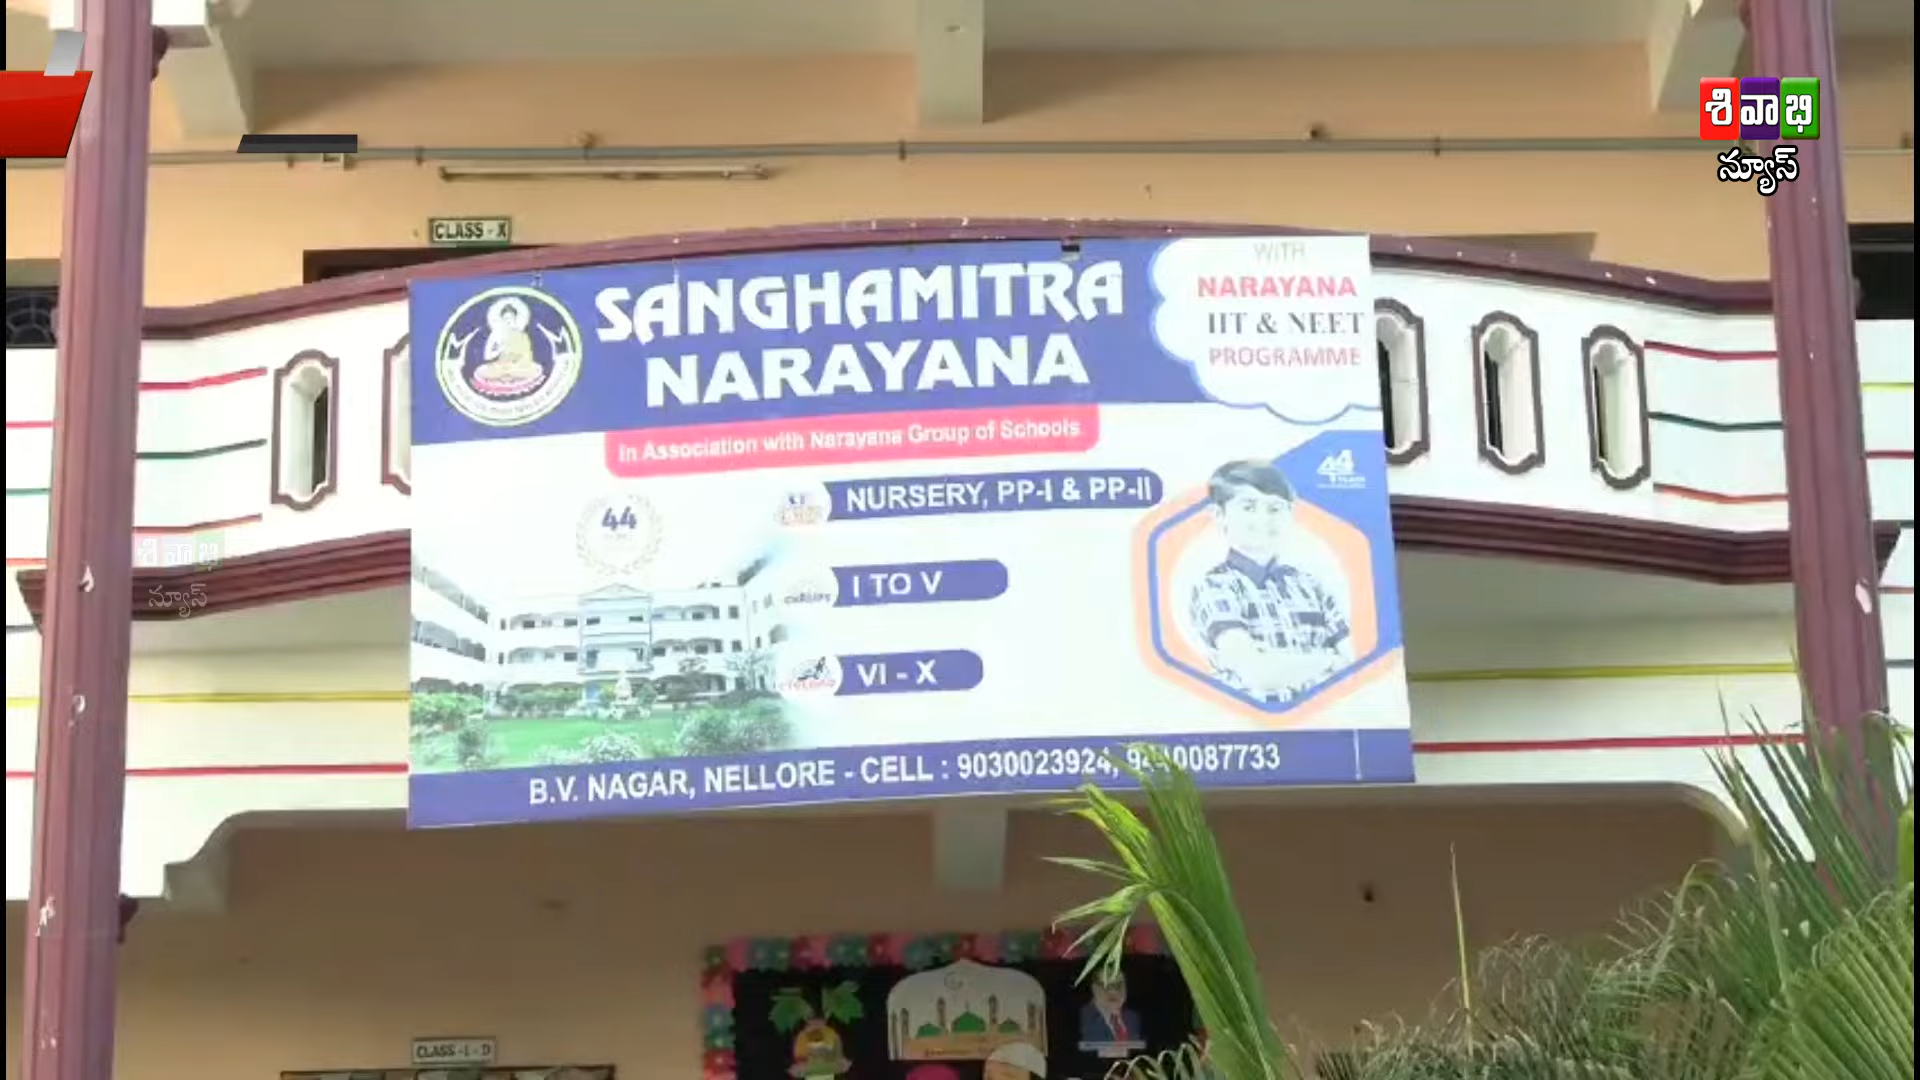 శివాభి
న్యూస్
CLASS - X
SANGHAMITRA
NARAYANA
WITH
NARAYANA
IIT & NEET
PROGRAMME
In Association with Narayana Group of Schools
44
44
NURSERY, PP-I & PP-II
I TO V
VI - X
B.V. NAGAR, NELLORE - CELL : 9030023924,
శివాభి
న్యూస్
CLASS - I - D